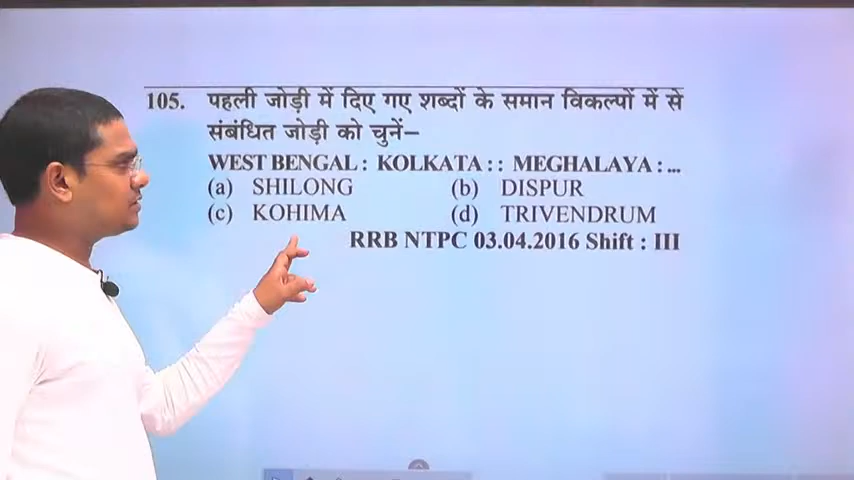 105. पहली जोड़ी में दिए गए शब्दों के समान विकल्पों में से
संबंधित जोड़ी को चुनें–
WEST BENGAL : KOLKATA : : MEGHALAYA : ...
(a) SHILONG (b) DISPUR
(c) KOHIMA (d) TRIVENDRUM
RRB NTPC 03.04.2016 Shift : III